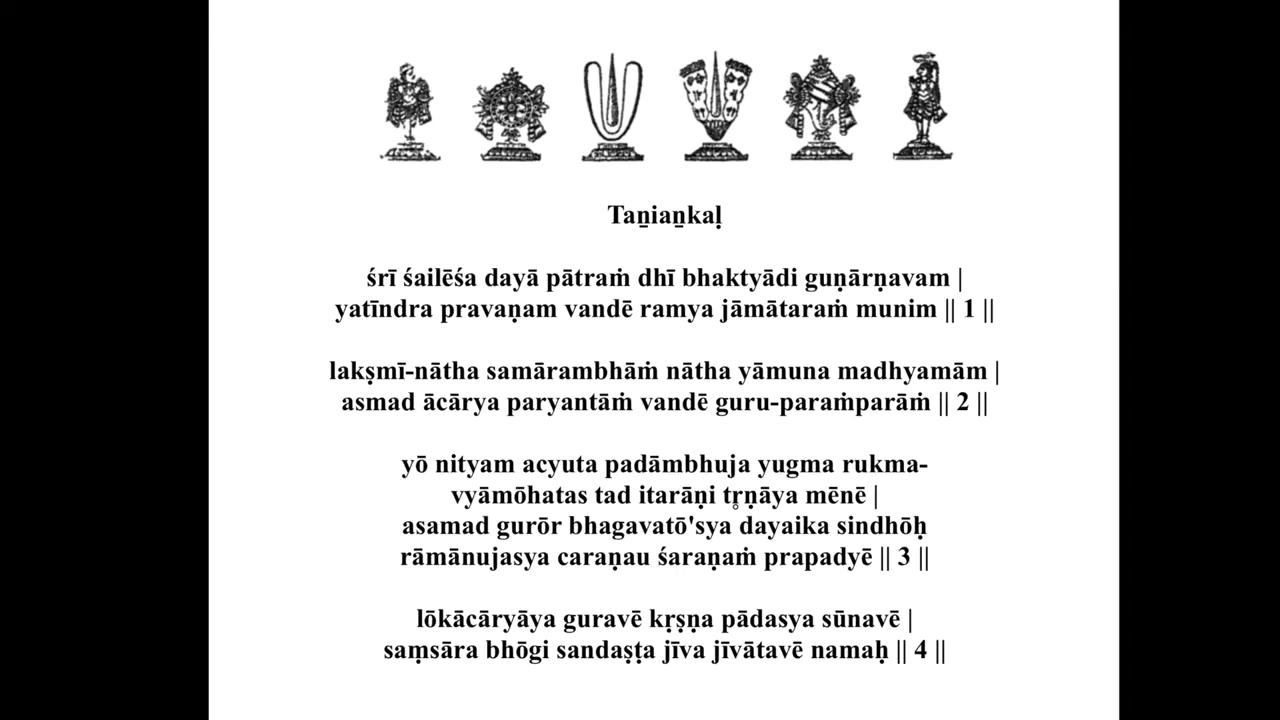 Taṉiaṉkaḷ
śrī śailēśa dayā pātraṁ dhī bhaktyādi guṇārṇavam |
yatīndra pravaṇam vandē ramya jāmātaraṁ munim || 1 ||
lakṣmī-nātha samārambhāṁ nātha yāmuna madhyamām |
asmad ācārya paryantāṁ vandē guru-paraṁparāṁ || 2 ||
yō nityam acyuta padāmbhuja yugma rukma-
vyāmōhatas tad itarāṇi tr̥ṇāya mēnē |
asamad gurōr bhagavatō'sya dayaika sindhōḥ
rāmānujasya caraṇau śaraṇaṁ prapadyē || 3 ||
lōkācāryāya guravē kṛṣṇa pādasya sūnavē |
saṃsāra bhōgi sandaṣṭa jīva jīvātavē namaḥ || 4 ||